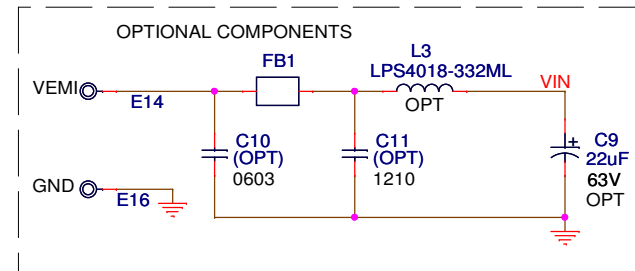 OPTIONAL COMPONENTS
L3
FB1
LPS4018-332ML
VEMI
VIN
E14
OPT
C10
(OPT)
0603
C11
(OPT)
1210
+
C9
22uF
63V
OPT
GND
E16